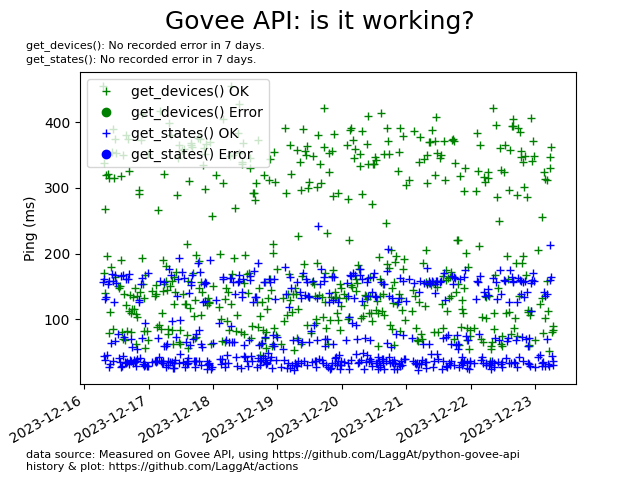 Govee API: is it working?
get_devices(): No recorded error in 7 days.
get_states(): No recorded error in 7 days.
get_devices() OK
get_devices() Error
get_states() OK
get_states() Error
Ping (ms)
400
300
200
100
2023-12-16
2023-12-17
2023-12-18
2023-12-19
2023-12-20
2023-12-21
2023-12-22
2023-12-23
data source: Measured on Govee API, using https://github.com/LaggAt/python-govee-api
history & plot: https://github.com/LaggAt/actions